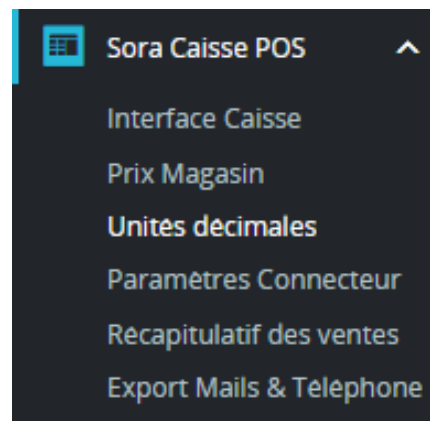 Sora Caisse POS
Interface Caisse
Prix Magasin
Unités décimales
Paramètres Connecteur
Récapitulatif des ventes
Export Mails & Téléphone